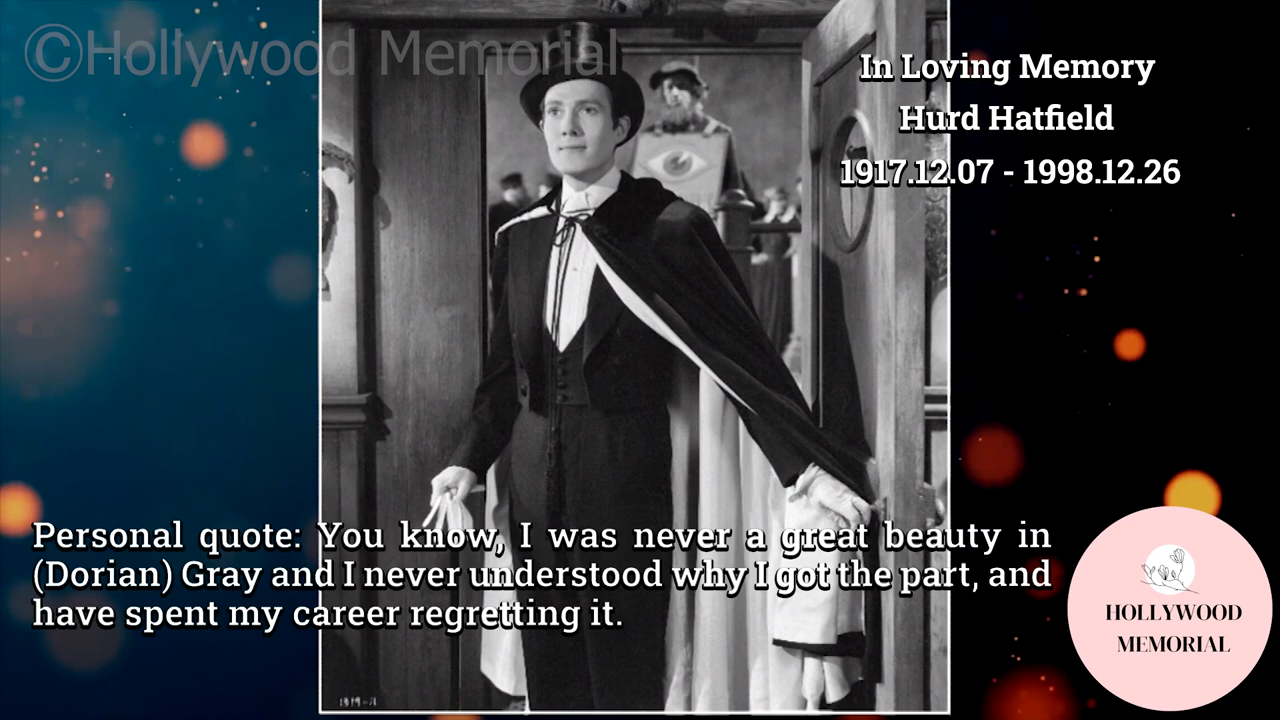 ©Hollywood Memorial
In Loving Memory
Hurd Hatfield
1917.12.07 - 1998.12.26
Personal quote: You know, I was never a great beauty in
(Dorian) Gray and I never understood why I got the part, and
have spent my career regretting it.
HOLLYWOOD
MEMORIAL